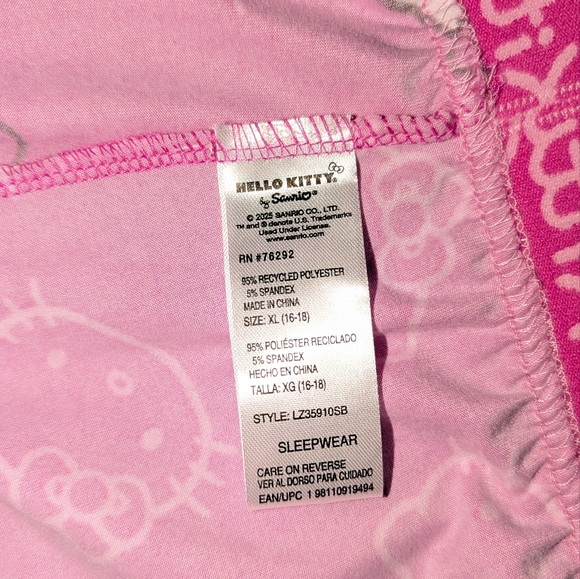 HELLO KITTY®
by Sanrio®
© 2025 SANRIO CO., LTD.
™ and ® denote U.S. Trademarks
Used Under License.
www.sanrio.com
RN #76292
95% RECYCLED POLYESTER
5% SPANDEX
MADE IN CHINA
SIZE: XL (16-18)
95% POLIÉSTER RECICLADO
5% SPANDEX
HECHO EN CHINA
TALLA: XG (16-18)
STYLE: LZ35910SB
SLEEPWEAR
CARE ON REVERSE
VER AL DORSO PARA CUIDADO
EAN/UPC 1 98110919494